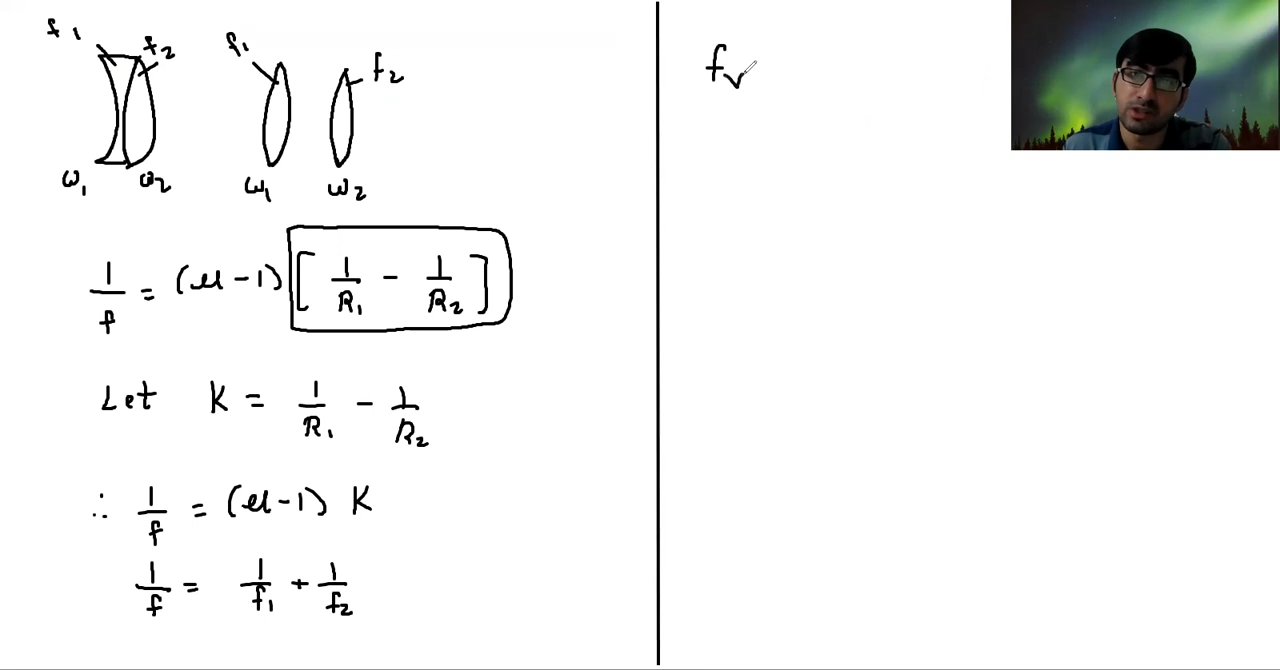 f₁ f₂ f₁ f₂
ω₁ ω₂ ω₁ ω₂
1/f = (μ - 1) [ 1/R₁ - 1/R₂ ]
Let K = 1/R₁ - 1/R₂
∴ 1/f = (μ - 1) K
1/f = 1/f₁ + 1/f₂
fᵥ